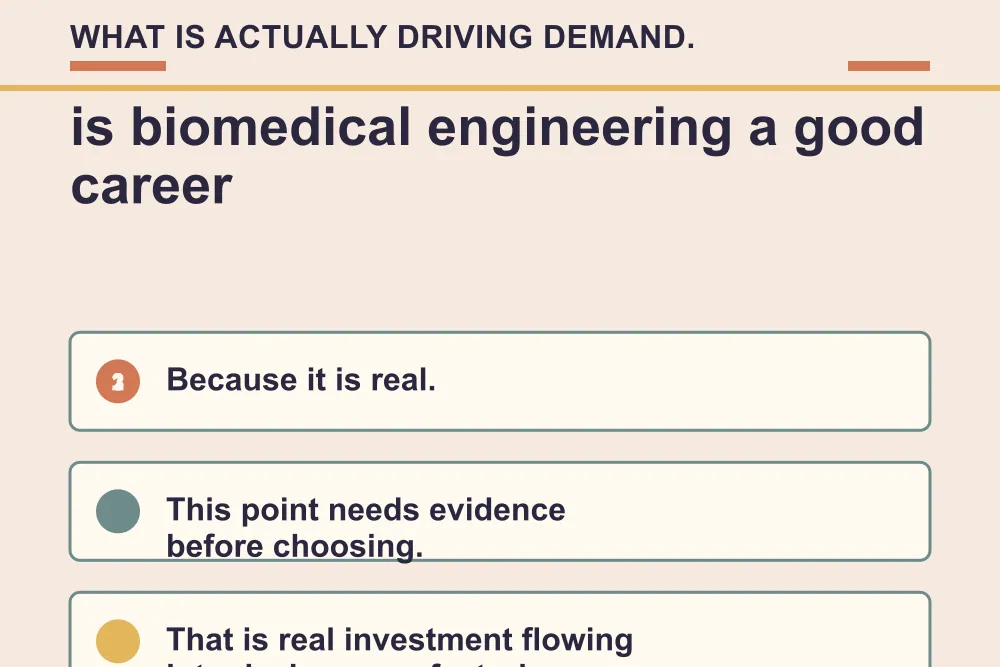 WHAT IS ACTUALLY DRIVING DEMAND.
is biomedical engineering a good
career
Because it is real.
This point needs evidence
before choosing.
That is real investment flowing